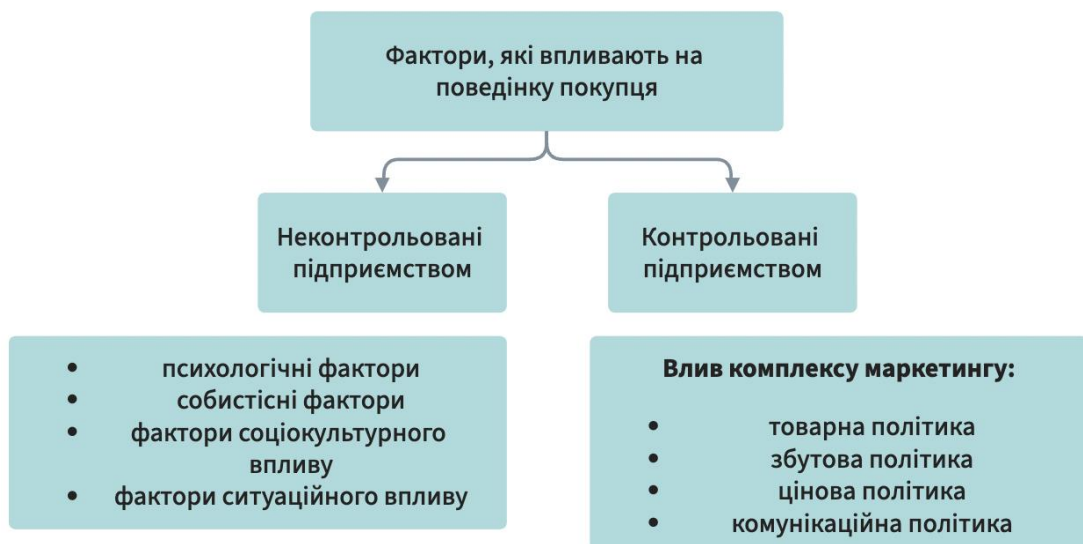 Фактори, які впливають на
поведінку покупця
Неконтрольовані
підприємством
Контрольовані
підприємством
• психологічні фактори
• собистісні фактори
• фактори соціокультурного
впливу
• фактори ситуаційного впливу
Влив комплексу маркетингу:
• товарна політика
• збутова політика
• цінова політика
• комунікаційна політика